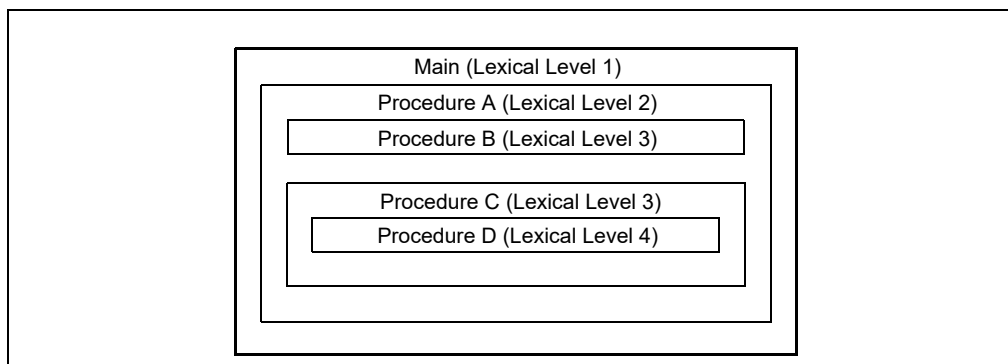 Main (Lexical Level 1)
Procedure A (Lexical Level 2)
Procedure B (Lexical Level 3)
Procedure C (Lexical Level 3)
Procedure D (Lexical Level 4)